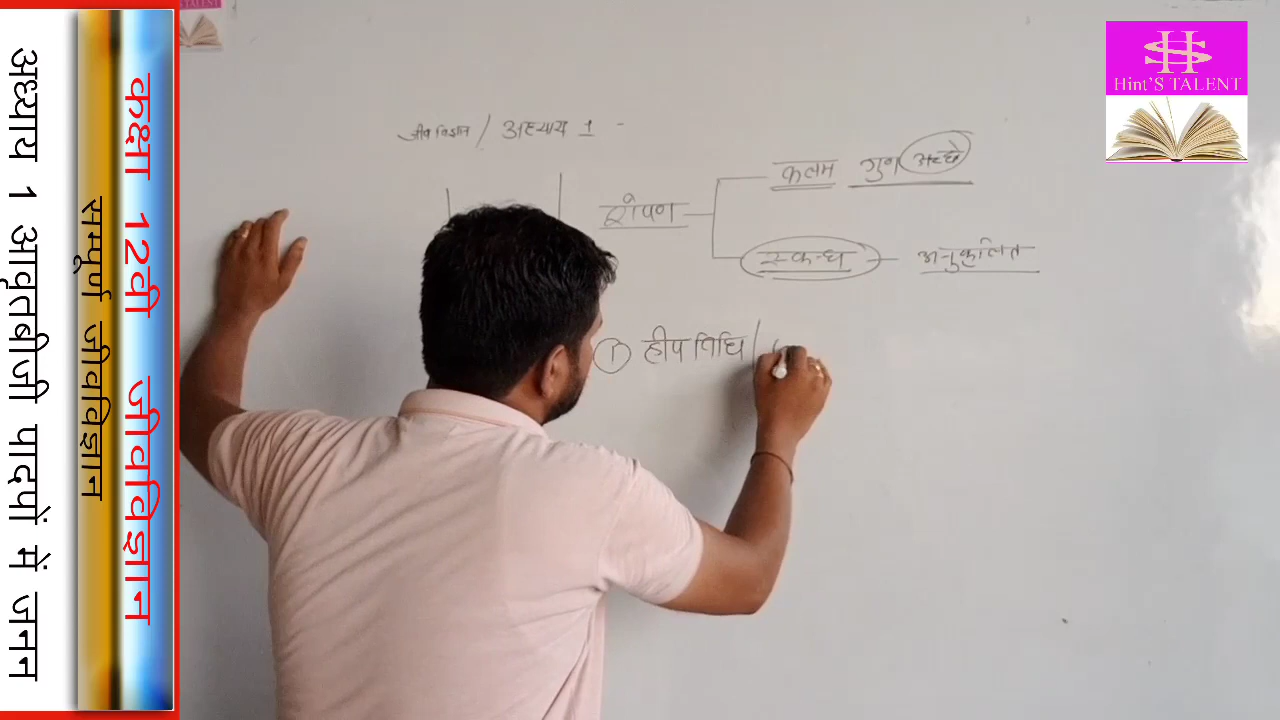 अध्याय 1 आवृतबीजी पादपों में जनन
सम्पूर्ण जीवविज्ञान
कक्षा 12वी जीवविज्ञान
Hint'S TALENT
जीव विज्ञान / अध्याय 1
रोपण
कलम गुण अच्छे
स्कन्ध अनुकूलित
1 हीप विधि /